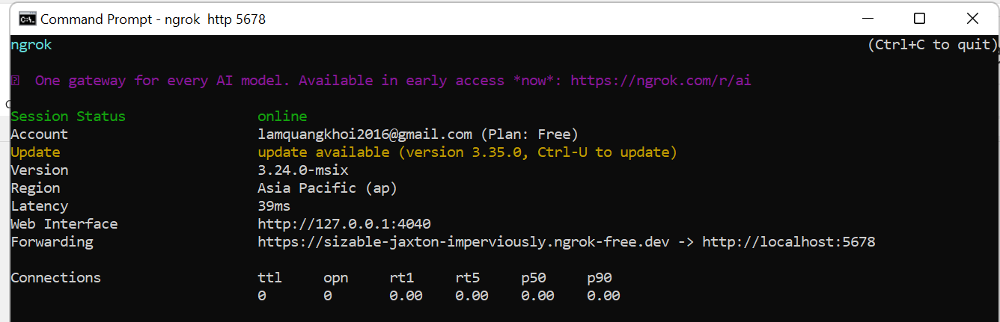 Command Prompt - ngrok  http 5678
ngrok (Ctrl+C to quit)
One gateway for every AI model. Available in early access *now*: https://ngrok.com/r/ai
Session Status online
Account lamquangkhoi2016@gmail.com (Plan: Free)
Update update available (version 3.35.0, Ctrl-U to update)
Version 3.24.0-msix
Region Asia Pacific (ap)
Latency 39ms
Web Interface http://127.0.0.1:4040
Forwarding https://sizable-jaxton-imperviously.ngrok-free.dev -> http://localhost:5678
Connections ttl opn rt1 rt5 p50 p90
0 0 0.00 0.00 0.00 0.00